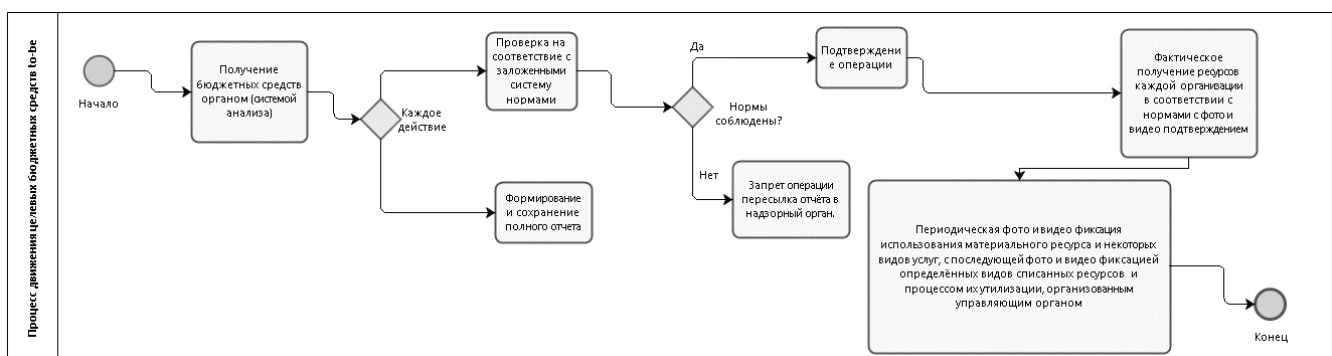 Процесс движения целевых бюджетных средств to-be
Начало
Получение
бюджетных средств
органом (системой
анализа)
Каждое
действие
Проверка на
соответствие с
заложенными
систему
нормами
Формирование
и сохранение
полного отчета
Да
Нормы
соблюдены?
Нет
Подтверждени
е операции
Запрет операции
пересылка отчёта в
надзорный орган.
Фактическое
получение ресурсов
каждой организации
в соответствии с
нормами с фото и
видео подтверждением
Периодическая фото и видео фиксация
использования материального ресурса и некоторых
видов услуг, с последующей фото и видео фиксацией
определённых видов списанных ресурсов и
процессом их утилизации, организованным
управляющим органом
Конец